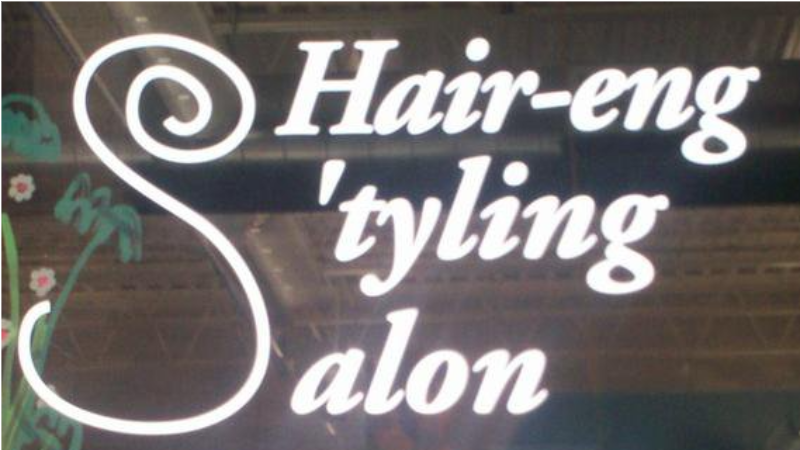 S Hair-eng
'tyling
alon